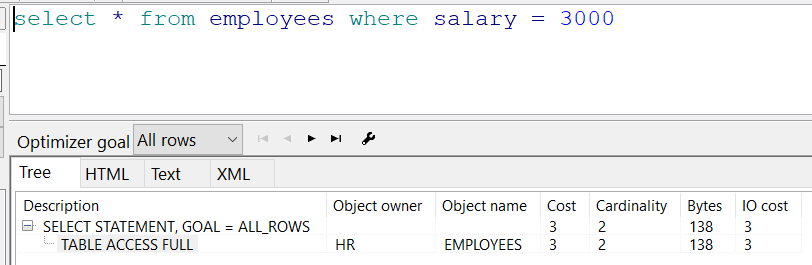 select * from employees where salary = 3000
Optimizer goal All rows
Tree HTML Text XML
Description Object owner Object name Cost Cardinality Bytes IO cost
SELECT STATEMENT, GOAL = ALL_ROWS 3 2 138 3
TABLE ACCESS FULL HR EMPLOYEES 3 2 138 3